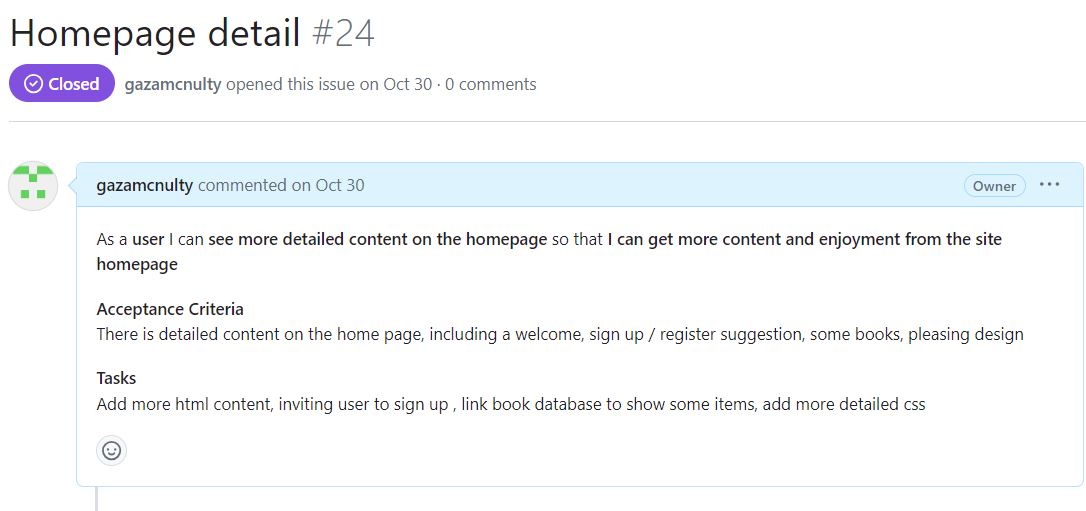 Homepage detail #24
Closed gazamcnulty opened this issue on Oct 30 · 0 comments
gazamcnulty commented on Oct 30 Owner ...
As a user I can see more detailed content on the homepage so that I can get more content and enjoyment from the site
homepage
Acceptance Criteria
There is detailed content on the home page, including a welcome, sign up / register suggestion, some books, pleasing design
Tasks
Add more html content, inviting user to sign up , link book database to show some items, add more detailed css